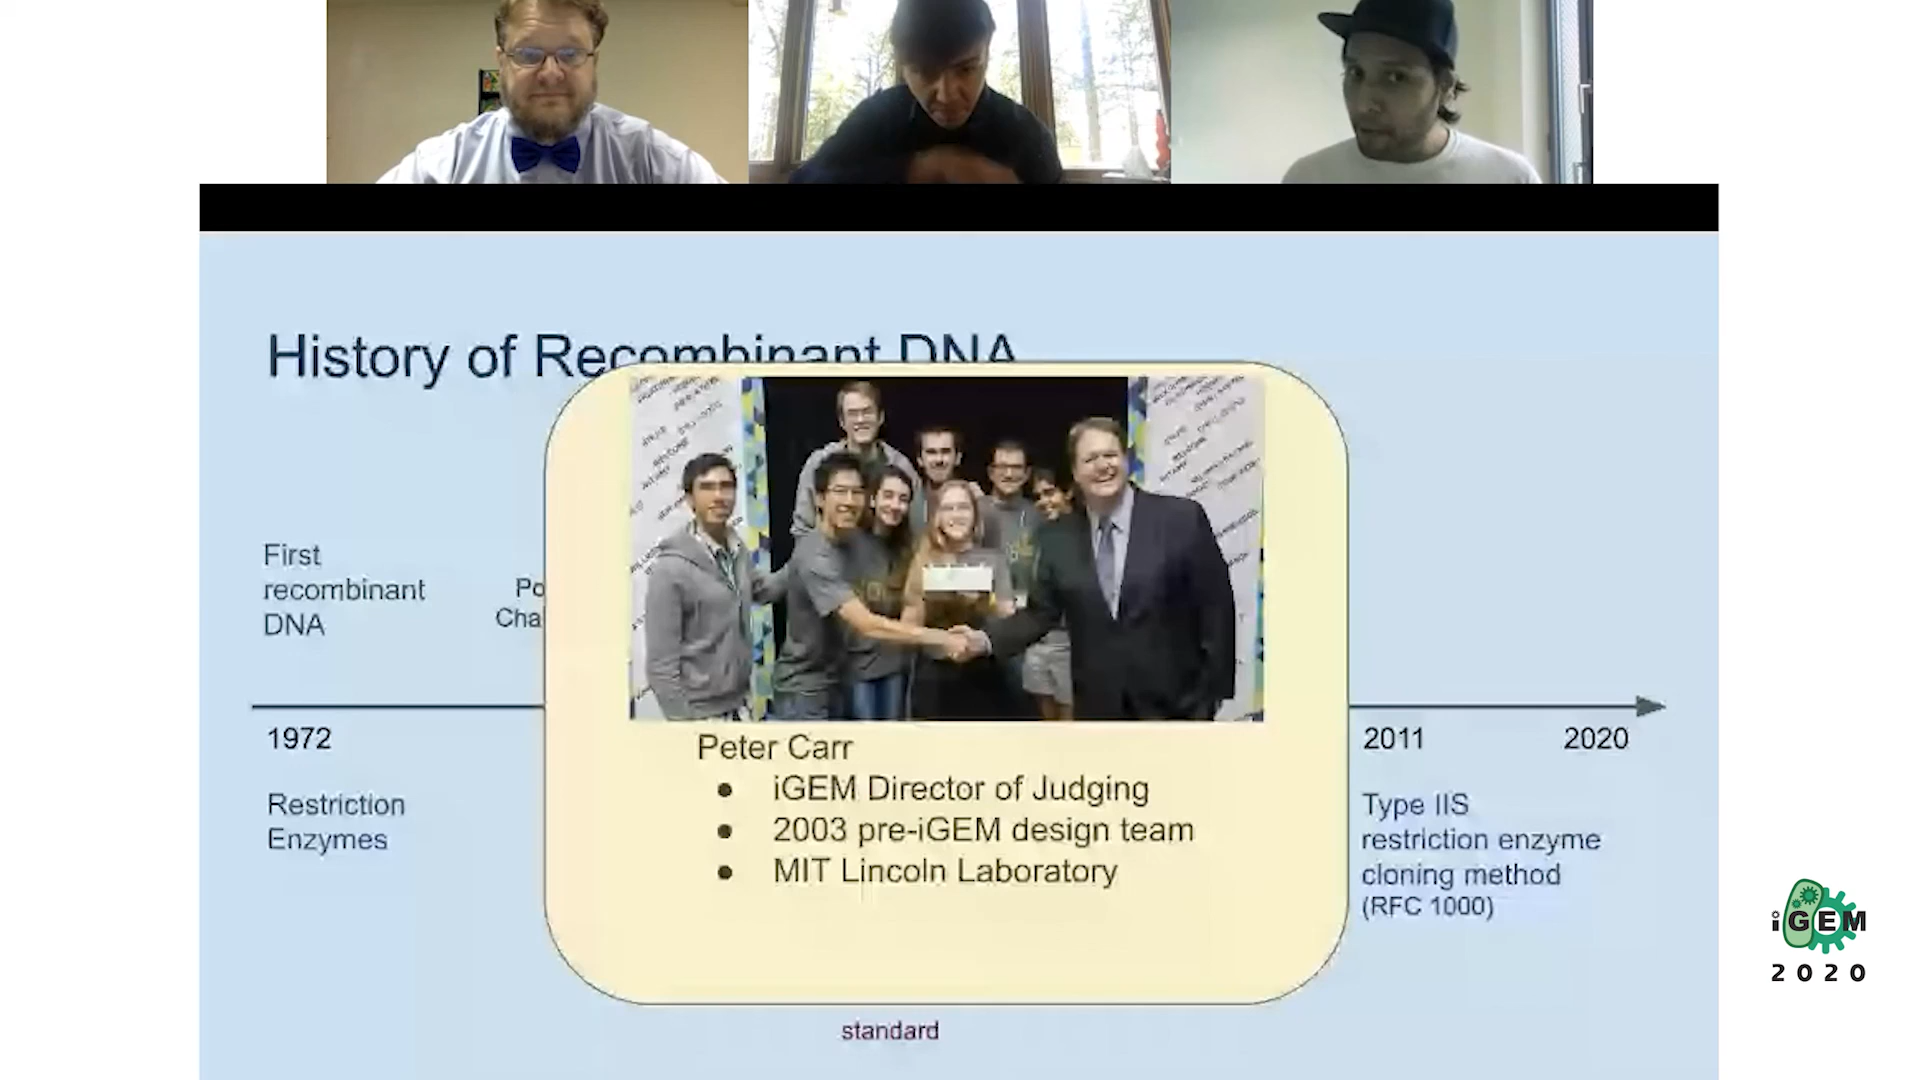 History of Recombinant DNA
First
recombinant
DNA
Po
Cha
1972
2011
2020
Restriction
Enzymes
Peter Carr
● iGEM Director of Judging
● 2003 pre-iGEM design team
● MIT Lincoln Laboratory
Type IIS
restriction enzyme
cloning method
(RFC 1000)
standard
iGEM
2020